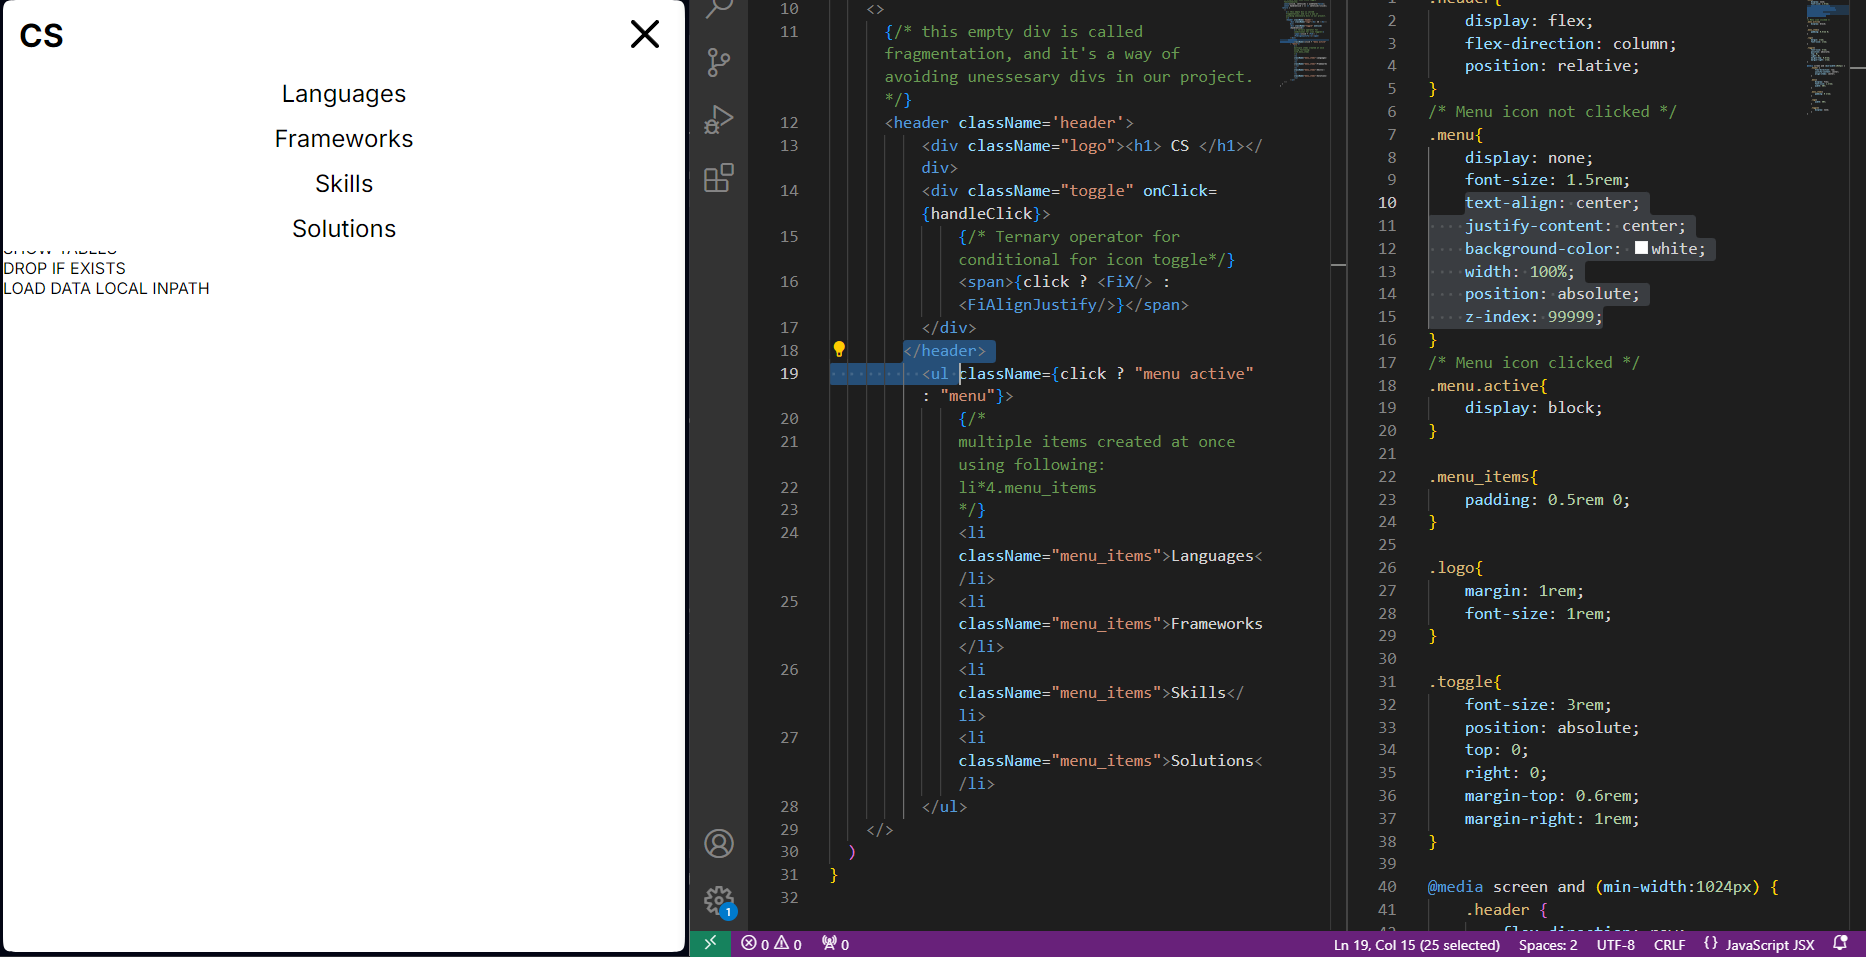 CS
Languages
Frameworks
Skills
Solutions
SHOW TABLES
DROP IF EXISTS
LOAD DATA LOCAL INPATH
10 <>
11 {/* this empty div is called
fragmentation, and it's a way of
avoiding unessesary divs in our project.
*/}
12 <header className='header'>
13 <div className="logo"><h1> CS </h1></
div>
14 <div className="toggle" onClick=
{handleClick}>
15 {/* Ternary operator for
conditional for icon toggle*/}
16 <span>{click ? <FiX/> :
<FiAlignJustify/>}</span>
17 </div>
18 </header>
19 <ul className={click ? "menu active"
: "menu"}>
20 {/*
21 multiple items created at once
using following:
22 li*4.menu_items
23 */}
24 <li
className="menu_items">Languages<
/li>
25 <li
className="menu_items">Frameworks
</li>
26 <li
className="menu_items">Skills</
li>
27 <li
className="menu_items">Solutions<
/li>
28 </ul>
29 </>
30 )
31 }
32
1 .header{
2 display: flex;
3 flex-direction: column;
4 position: relative;
5 }
6 /* Menu icon not clicked */
7 .menu{
8 display: none;
9 font-size: 1.5rem;
10 text-align: center;
11 justify-content: center;
12 background-color: white;
13 width: 100%;
14 position: absolute;
15 z-index: 99999;
16 }
17 /* Menu icon clicked */
18 .menu.active{
19 display: block;
20 }
21
22 .menu_items{
23 padding: 0.5rem 0;
24 }
25
26 .logo{
27 margin: 1rem;
28 font-size: 1rem;
29 }
30
31 .toggle{
32 font-size: 3rem;
33 position: absolute;
34 top: 0;
35 right: 0;
36 margin-top: 0.6rem;
37 margin-right: 1rem;
38 }
39
40 @media screen and (min-width:1024px) {
41 .header {
42 flex-direction: row;
1
0 0 0 Ln 19, Col 15 (25 selected) Spaces: 2 UTF-8 CRLF {} JavaScript JSX